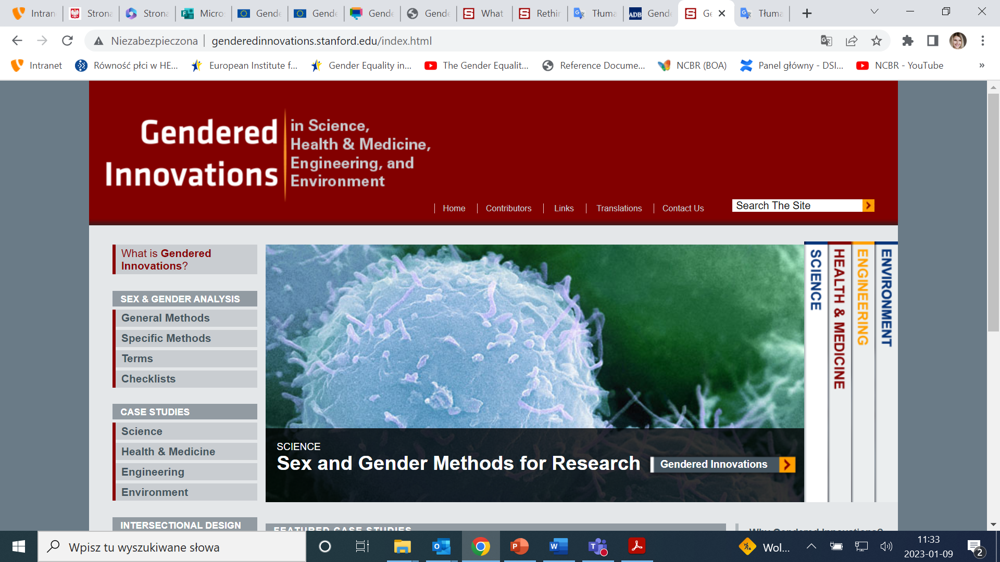 Intran
Strona
Strona
Micro
Gende
Gende
Gende
Gende
What
Rethin
Tłuma
ADB
Gende
Ge
Tłuma
Niezabezpieczona
genderedinnovations.stanford.edu/index.html
Intranet
Równość płci w HE...
European Institute f...
Gender Equality in...
The Gender Equalit...
Reference Docume...
NCBR (BOA)
Panel główny - DSI...
NCBR - YouTube
»
Gendered
Innovations
in Science,
Health & Medicine,
Engineering, and
Environment
Home
Contributors
Links
Translations
Contact Us
Search The Site
What is Gendered
Innovations?
SEX & GENDER ANALYSIS
General Methods
Specific Methods
Terms
Checklists
CASE STUDIES
Science
Health & Medicine
Engineering
Environment
INTERSECTIONAL DESIGN
SCIENCE
HEALTH & MEDICINE
ENGINEERING
ENVIRONMENT
SCIENCE
Sex and Gender Methods for Research
Gendered Innovations
FEATURED CASE STUDIES
Why Gendered Innovations?
Wpisz tu wyszukiwane słowa
Wol...
11:33
2023-01-09
2